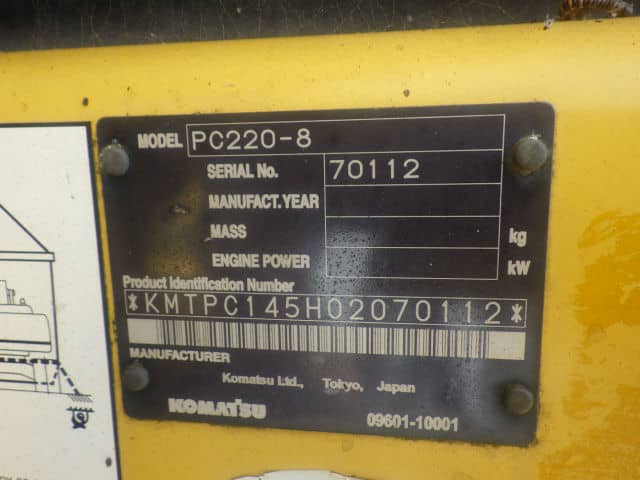 MODEL PC220-8
SERIAL No. 70112
MANUFACT.YEAR
MASS kg
ENGINE POWER kW
Product Identification Number
*KMTPC145H02070112*
MANUFACTURER
Komatsu Ltd., Tokyo, Japan
KOMATSU 09601-10001